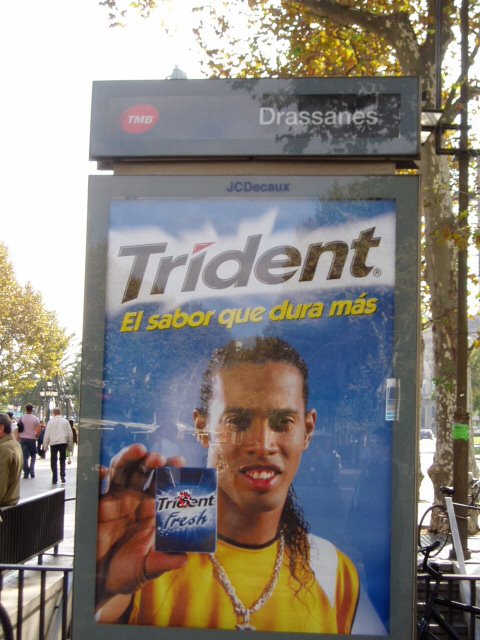 TMB
Drassanes
JCDecaux
Trident®
El sabor que dura más
Trident
Fresh